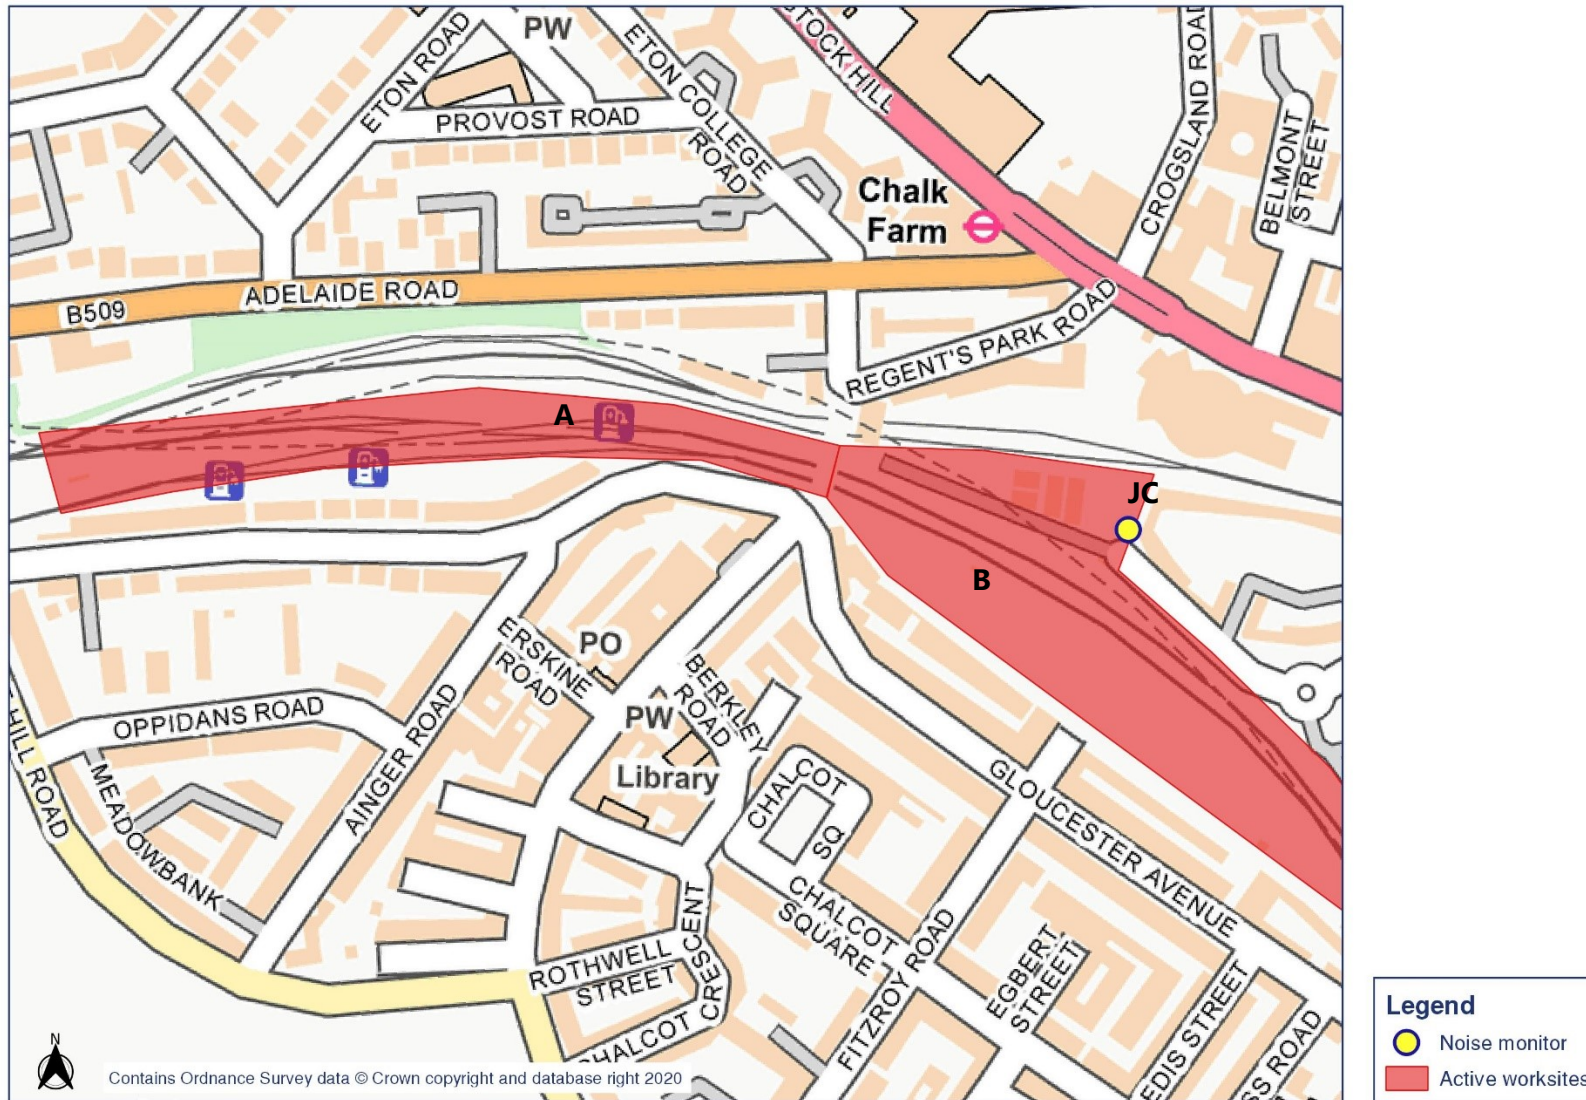 PW
ETON ROAD
ETON COLLEGE
ROAD
STOCK HILL
CROGSLAND ROAD
BELMONT
STREET
PROVOST ROAD
Chalk
Farm
B509
ADELAIDE ROAD
REGENT'S PARK ROAD
A
JC
B
ERSKINE
ROAD
PO
BERKLEY
ROAD
PW
Library
OPPIDANS ROAD
AINGER ROAD
HILL ROAD
MEADOWBANK
CHALCOT
SQ
CHALCOT
SQUARE
GLOUCESTER AVENUE
ROTHWELL
STREET
CHALCOT CRESCENT
FITZROY ROAD
EGBERT
STREET
EDIS STREET
SS ROAD
N
Contains Ordnance Survey data © Crown copyright and database right 2020
Legend
Noise monitor
Active worksites